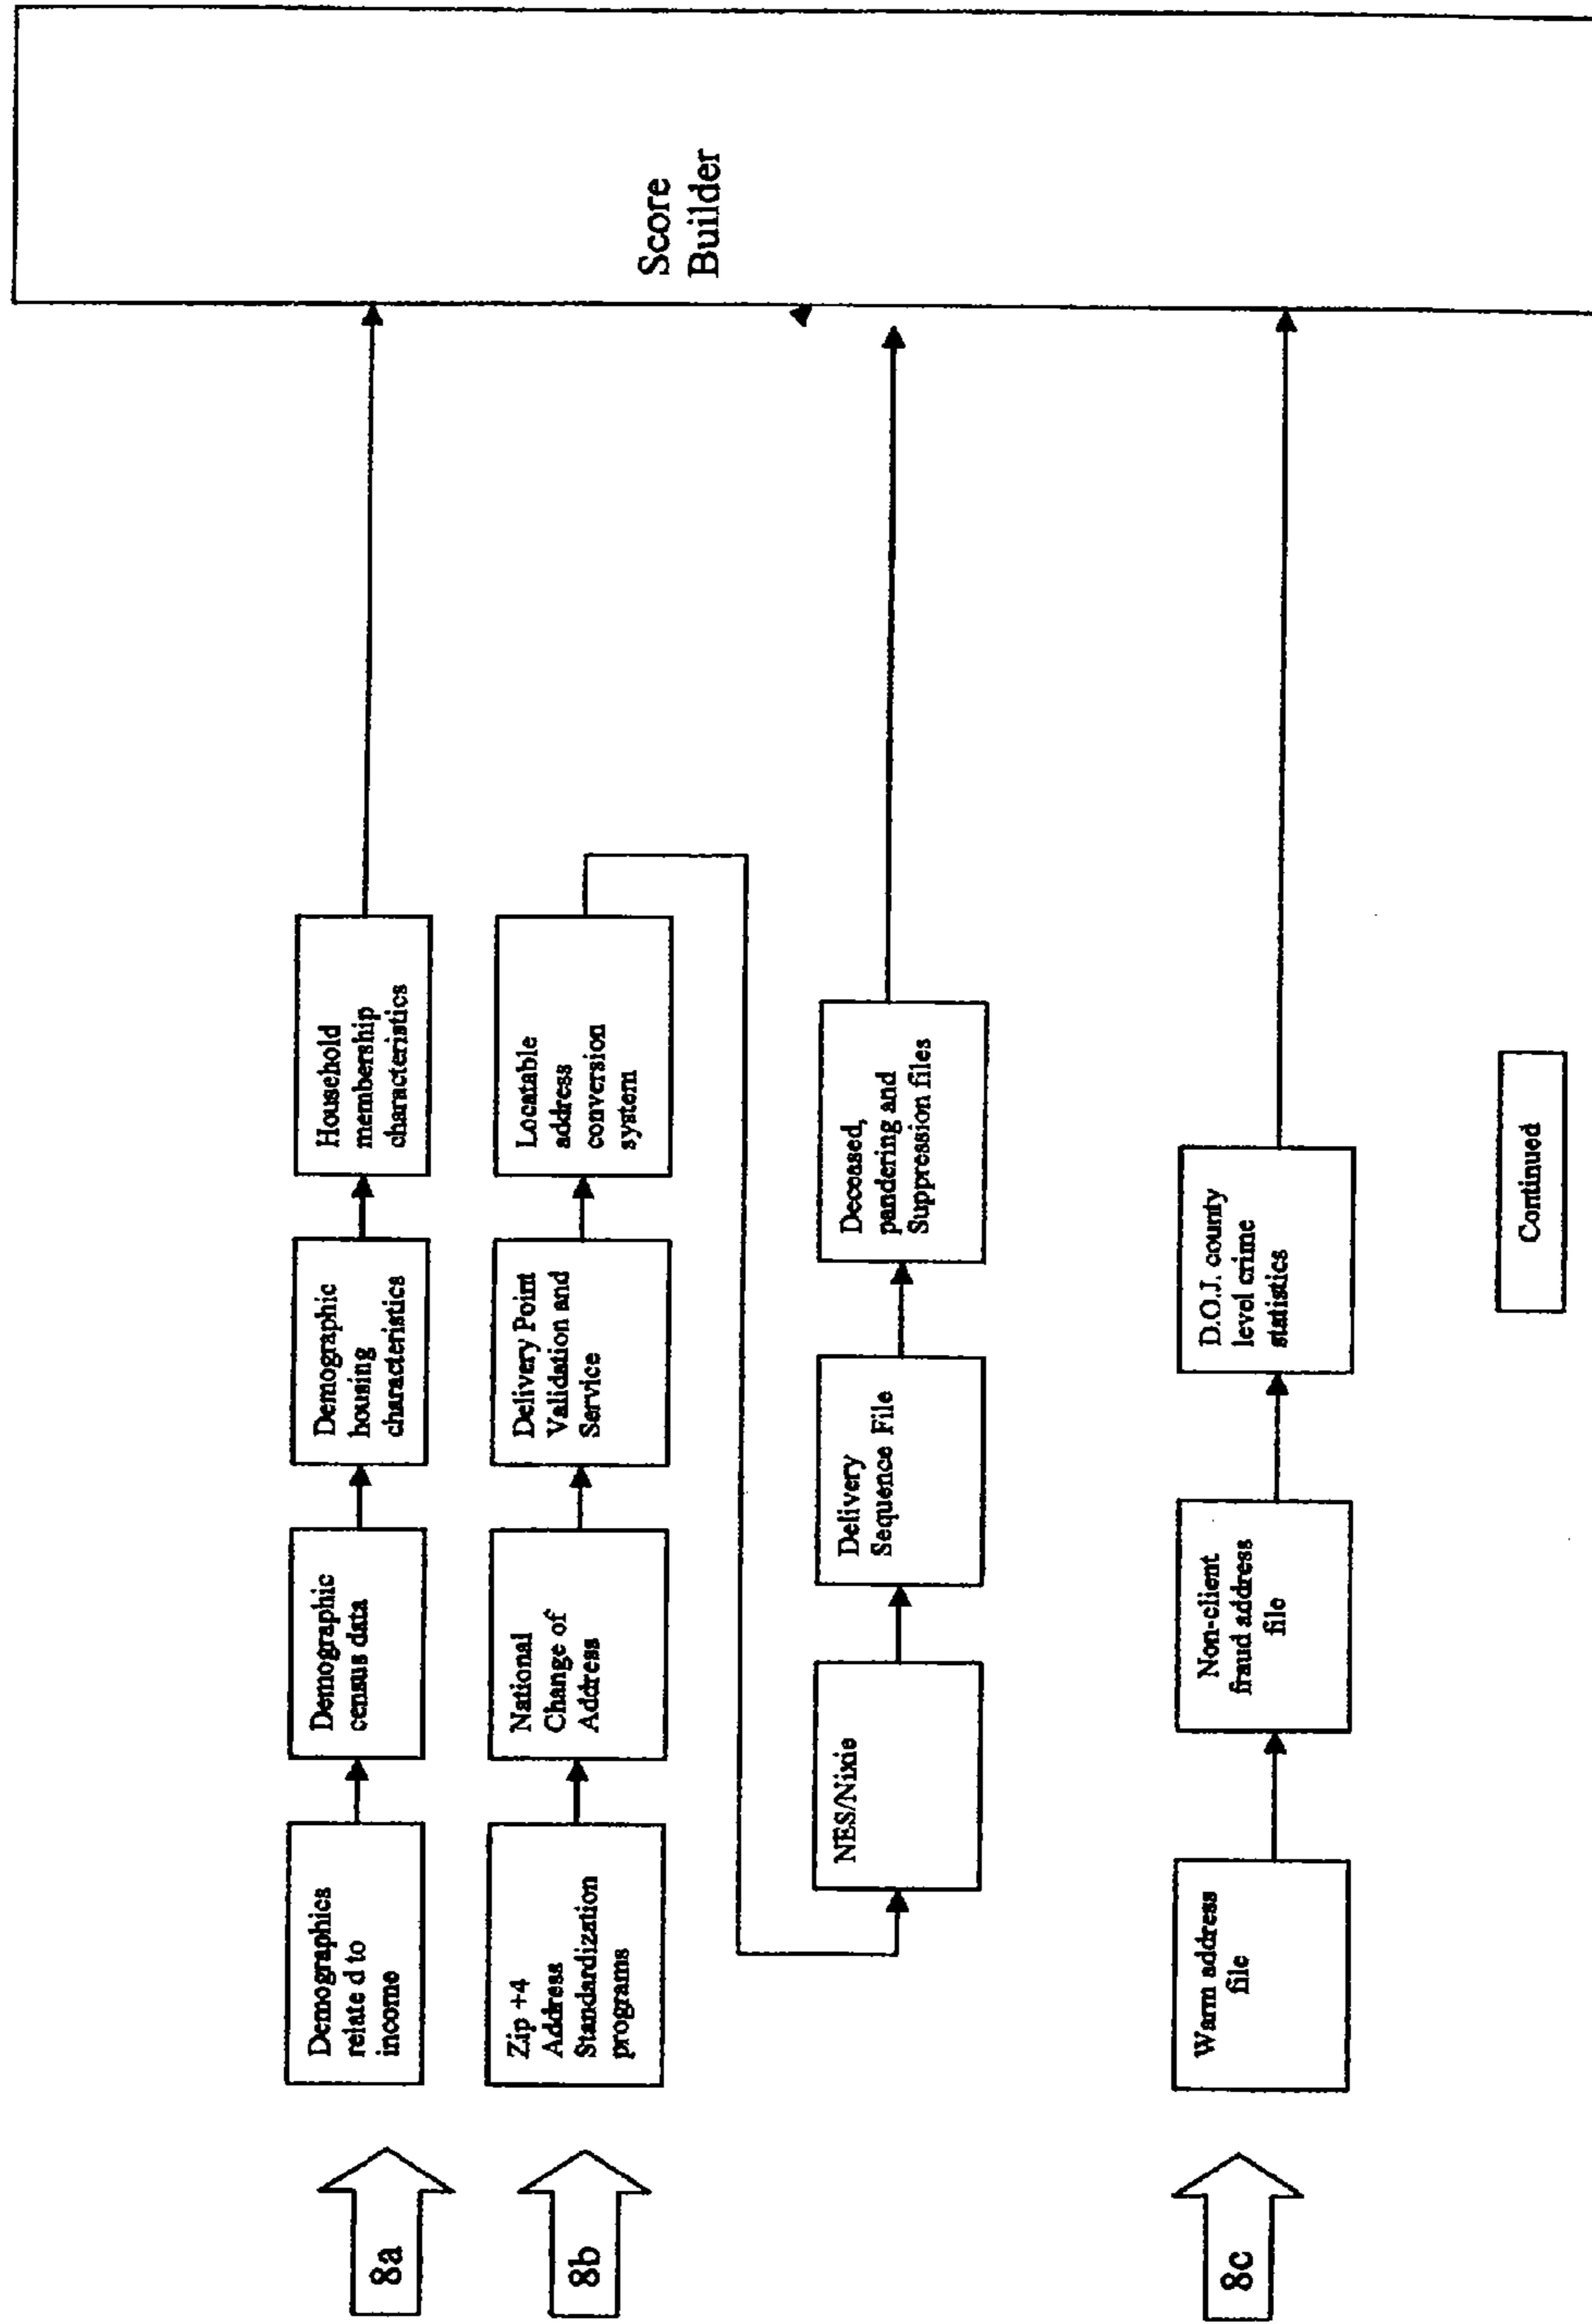 Score
Builder
8a
Demographics
relate d to
income
Demographic
census data
Demographic
housing
characteristics
Household
membership
characteristics
8b
Zip +4
Address
Standardization
programs
National
Change of
Address
Delivery Point
Validation and
Service
Locatable
address
conversion
system
NES/Nixie
Delivery
Sequence File
Deceased,
pandering and
Suppression files
8c
Warm address
file
Non-client
fraud address
file
D.O.J. county
level crime
statistics
Continued